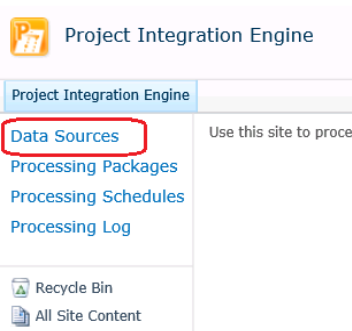 Project Integration Engine
Project Integration Engine
Data Sources
Use this site to proce
Processing Packages
Processing Schedules
Processing Log
Recycle Bin
All Site Content